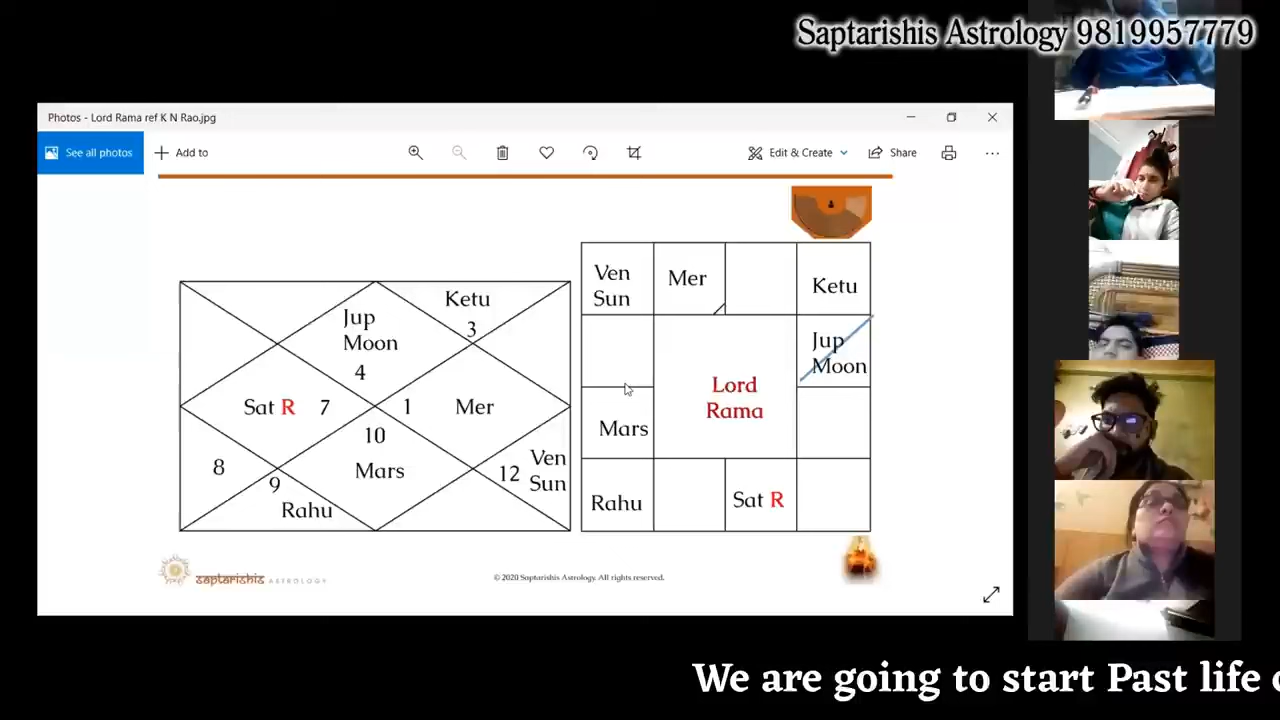 Saptarishis Astrology 9819957779
Photos - Lord Rama ref K N Rao.jpg
See all photos
Add to
Edit & Create
Share
Ketu
3
Jup
Moon
4
Sat R 7
1 Mer
10
Mars
8
9
Rahu
12 Ven
Sun
Ven
Sun
Mer
Ketu
Jup
Moon
Lord
Rama
Mars
Rahu
Sat R
saptarishis ASTROLOGY
© 2020 Saptarishis Astrology. All rights reserved.
We are going to start Past life